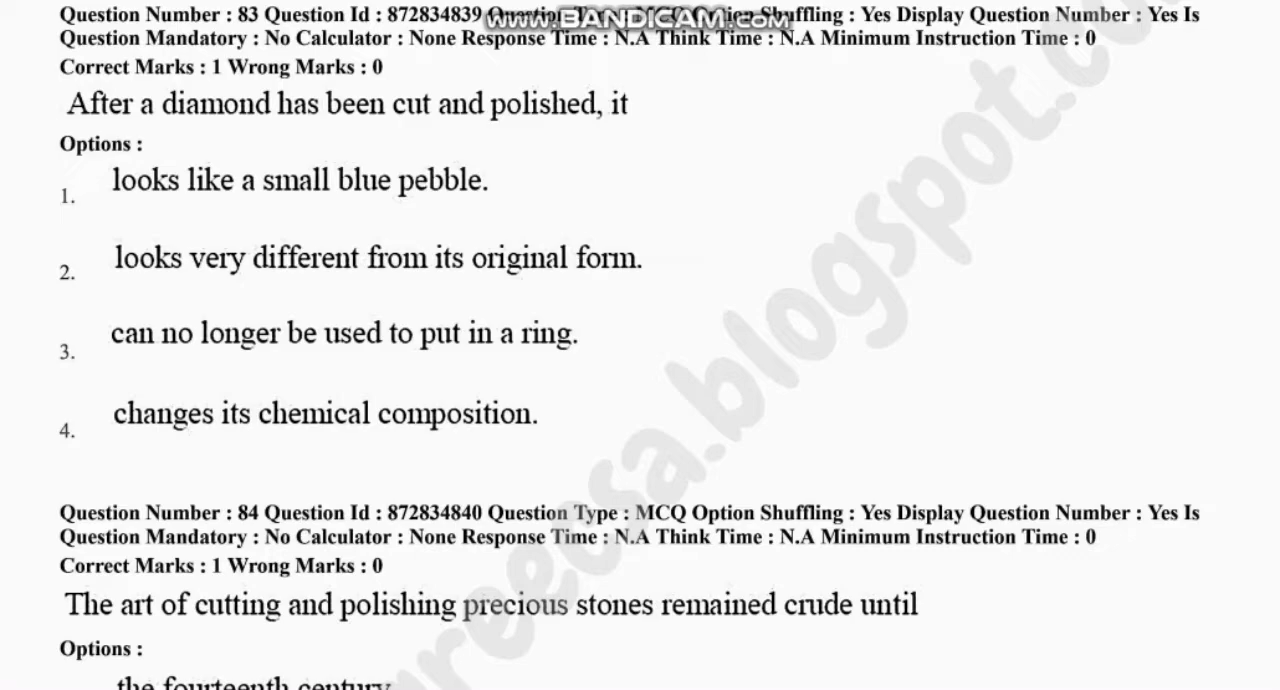 Question Number : 83 Question Id : 872834839 Question Shuffling : Yes Display Question Number : Yes Is
www.BANDICAM.com
Question Mandatory : No Calculator : None Response Time : N.A Think Time : N.A Minimum Instruction Time : 0
Correct Marks : 1 Wrong Marks : 0
After a diamond has been cut and polished, it
Options :
1. looks like a small blue pebble.
2. looks very different from its original form.
3. can no longer be used to put in a ring.
4. changes its chemical composition.
Question Number : 84 Question Id : 872834840 Question Type : MCQ Option Shuffling : Yes Display Question Number : Yes Is
Question Mandatory : No Calculator : None Response Time : N.A Think Time : N.A Minimum Instruction Time : 0
Correct Marks : 1 Wrong Marks : 0
The art of cutting and polishing precious stones remained crude until
Options :
the fourteenth century